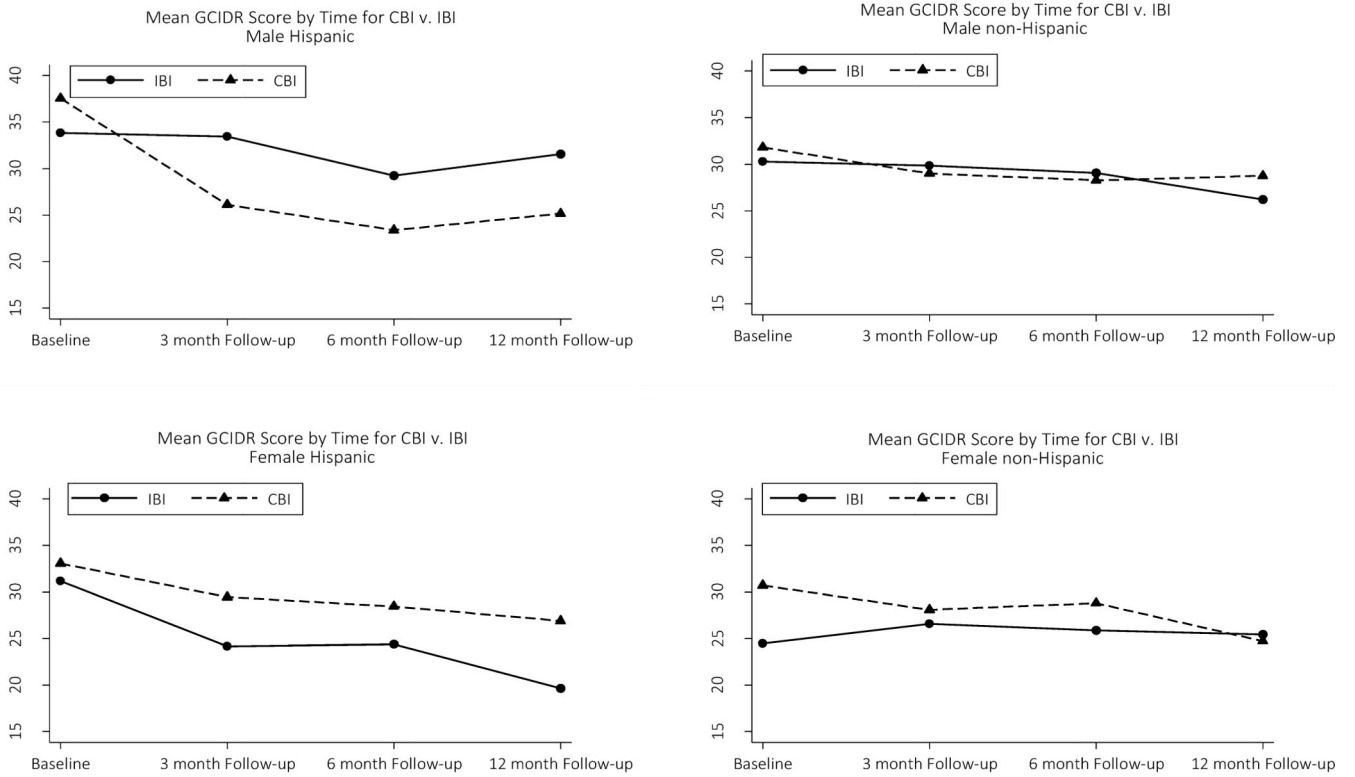 Mean GCIDR Score by Time for CBI v. IBI
Male Hispanic
IBI CBI
40
35
30
25
20
15
Baseline 3 month Follow-up 6 month Follow-up 12 month Follow-up
Mean GCIDR Score by Time for CBI v. IBI
Male non-Hispanic
IBI CBI
40
35
30
25
20
15
Baseline 3 month Follow-up 6 month Follow-up 12 month Follow-up
Mean GCIDR Score by Time for CBI v. IBI
Female Hispanic
IBI CBI
40
35
30
25
20
15
Baseline 3 month Follow-up 6 month Follow-up 12 month Follow-up
Mean GCIDR Score by Time for CBI v. IBI
Female non-Hispanic
IBI CBI
40
35
30
25
20
15
Baseline 3 month Follow-up 6 month Follow-up 12 month Follow-up